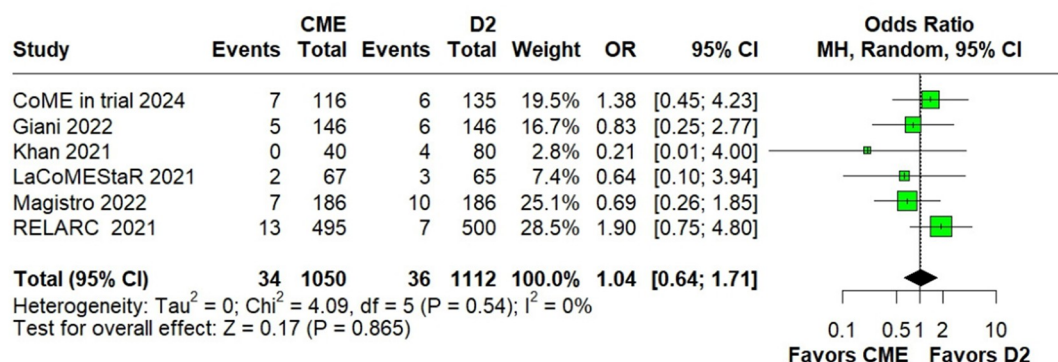 CME D2 Odds Ratio
Study Events Total Events Total Weight OR 95% CI MH, Random, 95% CI
CoME in trial 2024 7 116 6 135 19.5% 1.38 [0.45; 4.23]
Giani 2022 5 146 6 146 16.7% 0.83 [0.25; 2.77]
Khan 2021 0 40 4 80 2.8% 0.21 [0.01; 4.00]
LaCoMEStaR 2021 2 67 3 65 7.4% 0.64 [0.10; 3.94]
Magistro 2022 7 186 10 186 25.1% 0.69 [0.26; 1.85]
RELARC 2021 13 495 7 500 28.5% 1.90 [0.75; 4.80]
Total (95% CI) 34 1050 36 1112 100.0% 1.04 [0.64; 1.71]
Heterogeneity: Tau² = 0; Chi² = 4.09, df = 5 (P = 0.54); I² = 0%
Test for overall effect: Z = 0.17 (P = 0.865)
0.1 0.5 1 2 10
Favors CME Favors D2